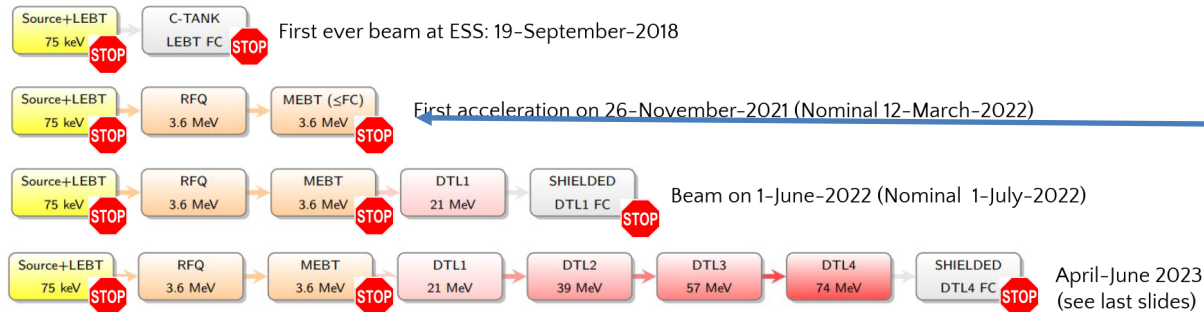 Source+LEBT
75 keV
STOP
C-TANK
LEBT FC
STOP
First ever beam at ESS: 19-September-2018
Source+LEBT
75 keV
STOP
RFQ
3.6 MeV
MEBT (≤FC)
3.6 MeV
STOP
First acceleration on 26-November-2021 (Nominal 12-March-2022)
Source+LEBT
75 keV
STOP
RFQ
3.6 MeV
MEBT
3.6 MeV
STOP
DTL1
21 MeV
SHIELDED
DTL1 FC
STOP
Beam on 1-June-2022 (Nominal 1-July-2022)
Source+LEBT
75 keV
STOP
RFQ
3.6 MeV
MEBT
3.6 MeV
STOP
DTL1
21 MeV
DTL2
39 MeV
DTL3
57 MeV
DTL4
74 MeV
SHIELDED
DTL4 FC
STOP
April-June 2023
(see last slides)